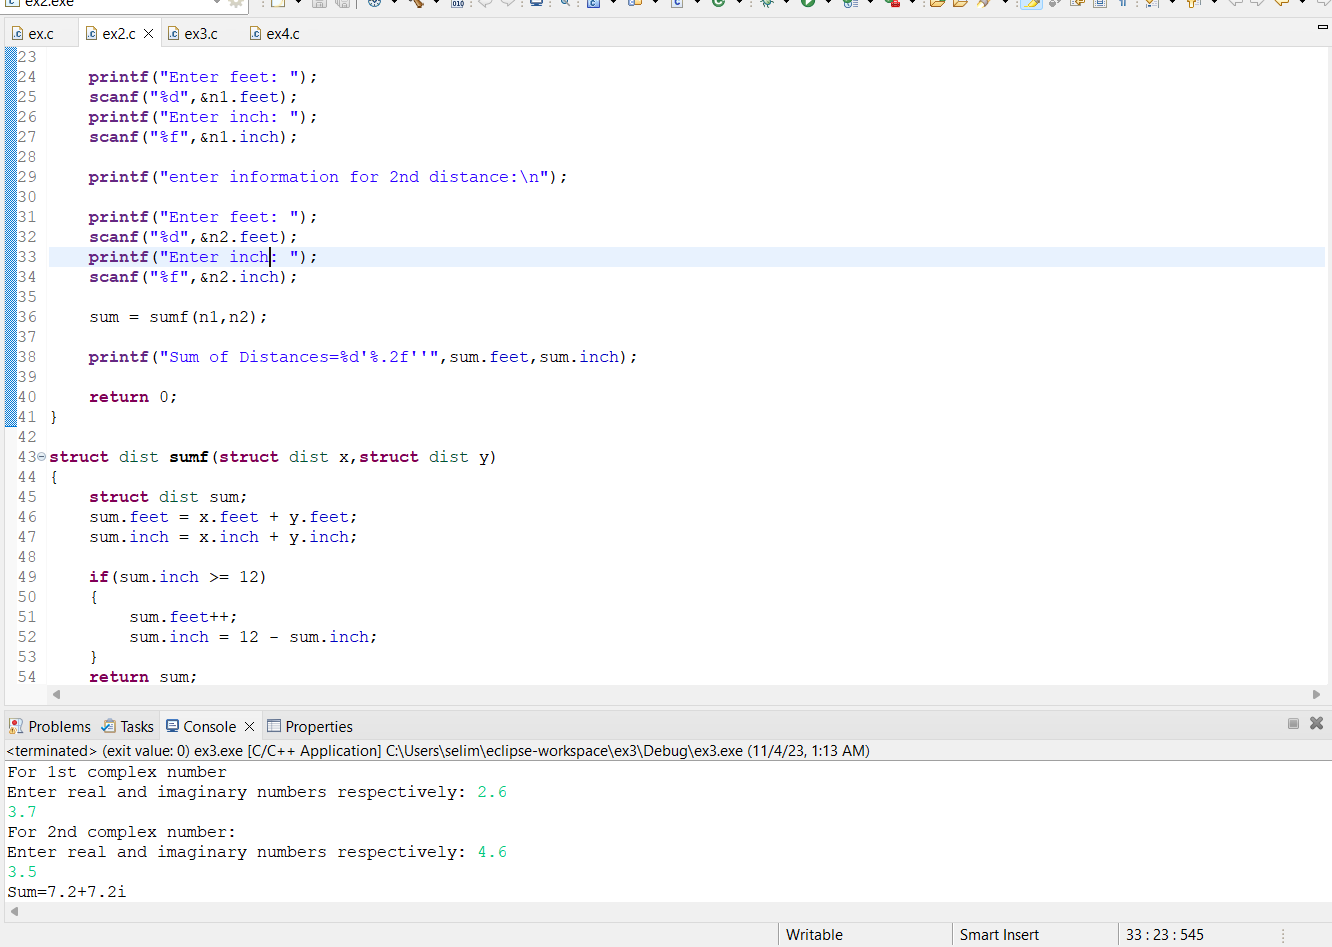 ex2.exe
010
ex.c ex2.c ex3.c ex4.c
23
24 printf("Enter feet: ");
25 scanf("%d",&n1.feet);
26 printf("Enter inch: ");
27 scanf("%f",&n1.inch);
28
29 printf("enter information for 2nd distance:\n");
30
31 printf("Enter feet: ");
32 scanf("%d",&n2.feet);
33 printf("Enter inch: ");
34 scanf("%f",&n2.inch);
35
36 sum = sumf(n1,n2);
37
38 printf("Sum of Distances=%d'%.2f''",sum.feet,sum.inch);
39
40 return 0;
41 }
42
43 struct dist sumf(struct dist x,struct dist y)
44 {
45 struct dist sum;
46 sum.feet = x.feet + y.feet;
47 sum.inch = x.inch + y.inch;
48
49 if(sum.inch >= 12)
50 {
51 sum.feet++;
52 sum.inch = 12 - sum.inch;
53 }
54 return sum;
Problems Tasks Console Properties
<terminated> (exit value: 0) ex3.exe [C/C++ Application] C:\Users\selim\eclipse-workspace\ex3\Debug\ex3.exe (11/4/23, 1:13 AM)
For 1st complex number
Enter real and imaginary numbers respectively: 2.6
3.7
For 2nd complex number:
Enter real and imaginary numbers respectively: 4.6
3.5
Sum=7.2+7.2i
Writable Smart Insert 33 : 23 : 545